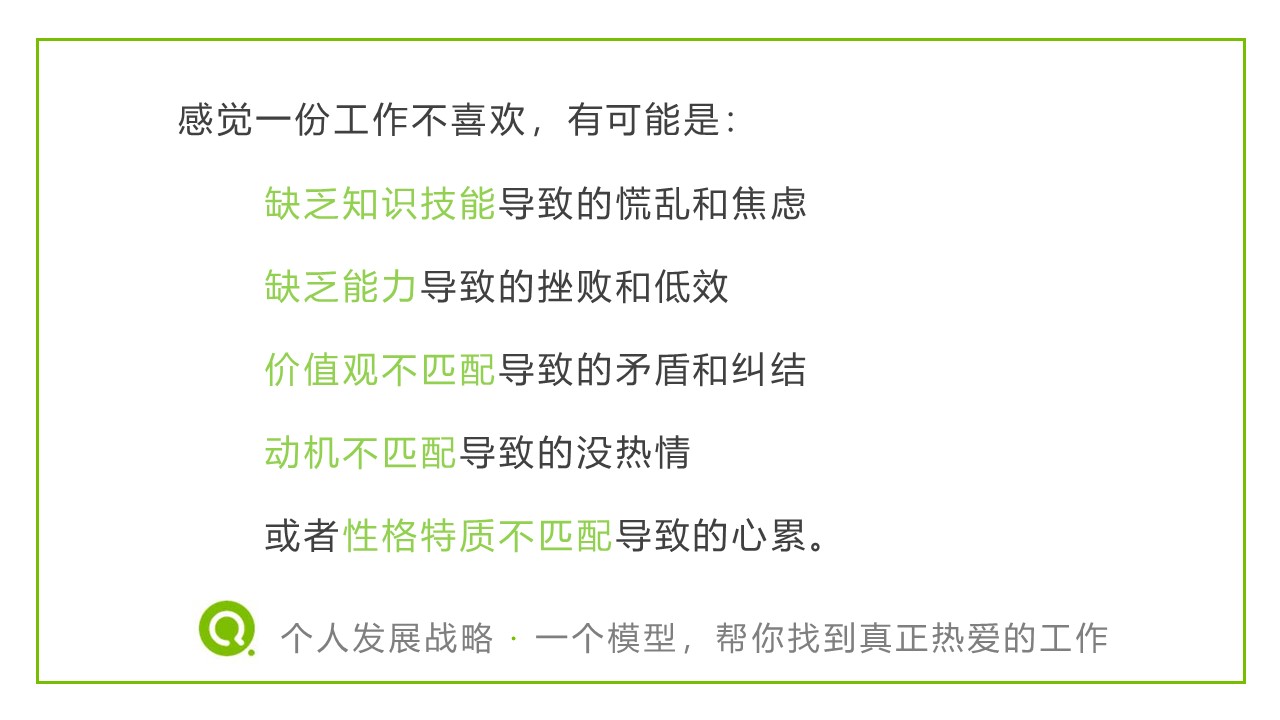 感觉一份工作不喜欢，有可能是：
缺乏知识技能导致的慌乱和焦虑
缺乏能力导致的挫败和低效
价值观不匹配导致的矛盾和纠结
动机不匹配导致的没热情
或者性格特质不匹配导致的心累。
个人发展战略 · 一个模型，帮你找到真正热爱的工作